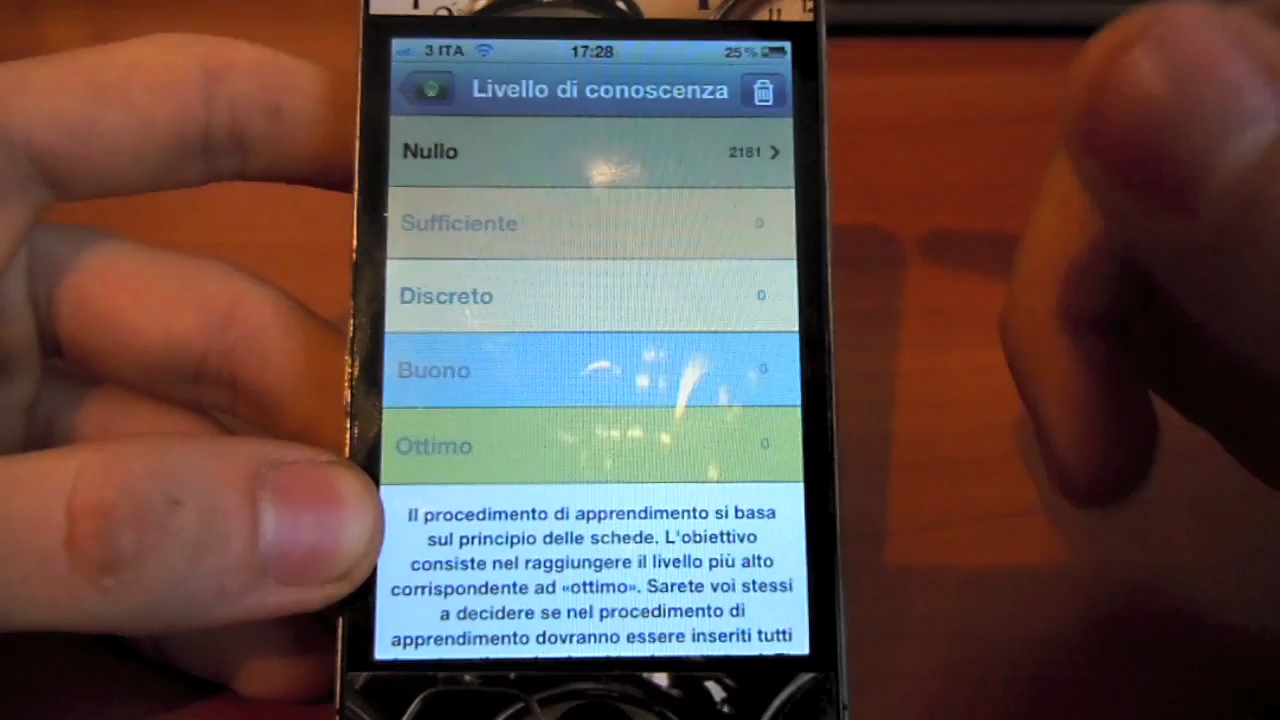 3 ITA 17:28 25%
Livello di conoscenza
Nullo 2181
Sufficiente 0
Discreto 0
Buono 0
Ottimo 0
Il procedimento di apprendimento si basa
sul principio delle schede. L'obiettivo
consiste nel raggiungere il livello più alto
corrispondente ad «ottimo». Sarete voi stessi
a decidere se nel procedimento di
apprendimento dovranno essere inseriti tutti